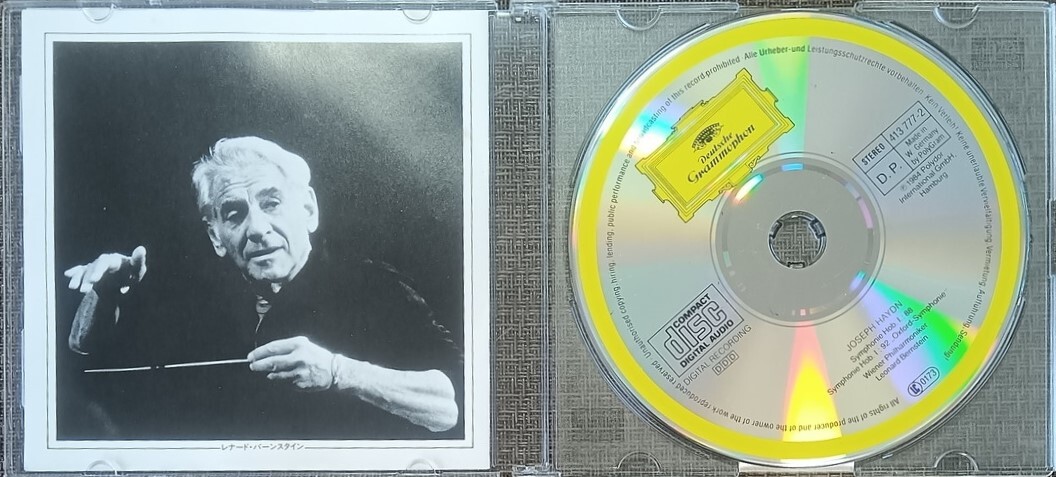 レナード・バーンスタイン
Deutsche
Grammophon
STEREO 413 777-2
D.P. Made in
W. Germany
by PolyGram
℗ 1984 Polydor
International GmbH,
Hamburg
COMPACT
disc
DIGITAL AUDIO
DIGITAL RECORDING
DDD
JOSEPH HAYDN
Symphonie Hob. I : 88
Symphonie Hob. I : 92 „Oxford-Symphonie“
Wiener Philharmoniker
Leonard Bernstein
LC 0173
Alle Urheber- und Leistungsschutzrechte vorbehalten. Kein Verleih! Keine unerlaubte Vervielfältigung, Vermietung, Aufführung, Sendung!
All rights of the producer and of the owner of the work reproduced reserved. Unauthorised copying, hiring, lending, public performance and broadcasting of this record prohibited.